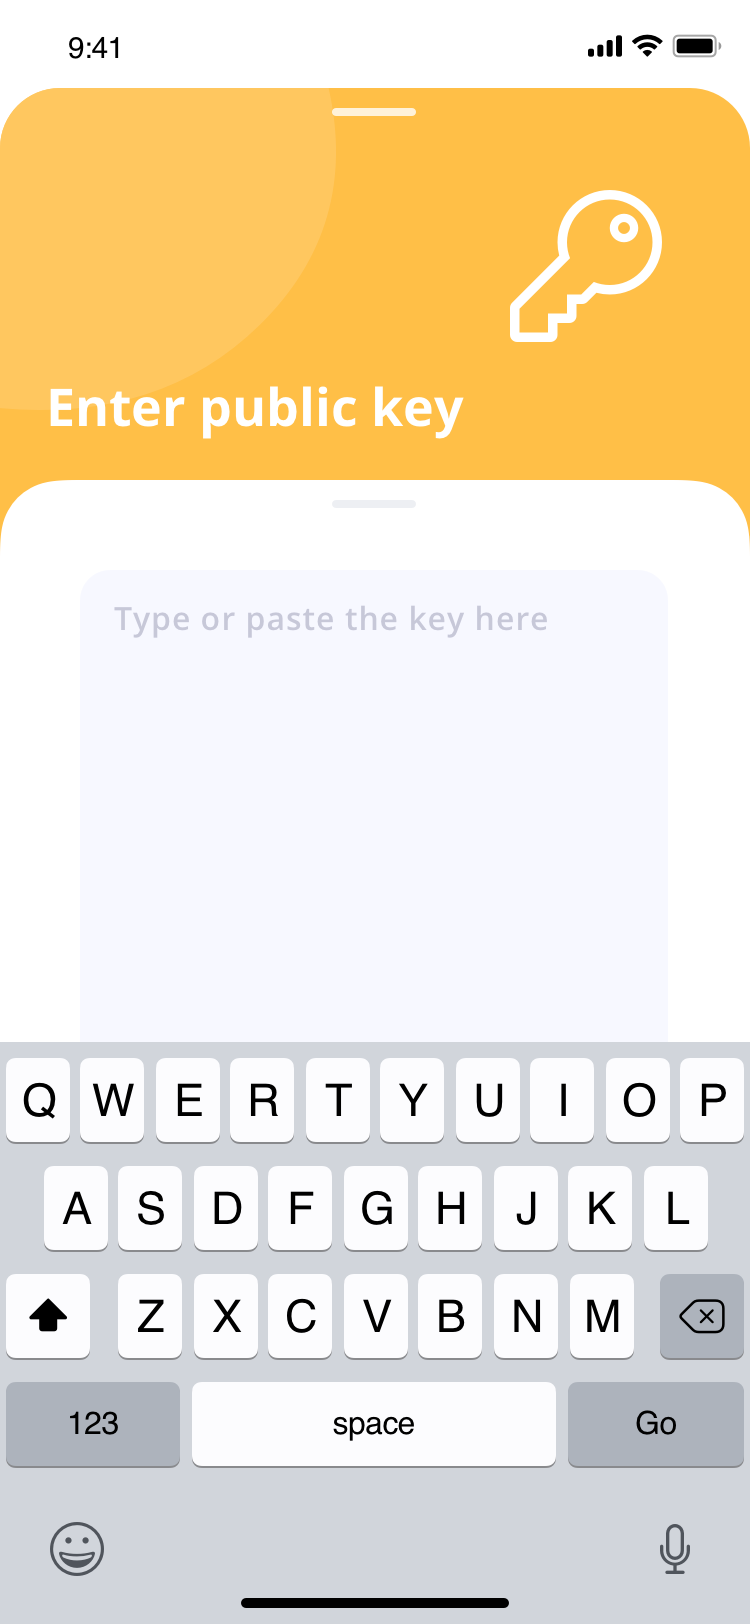 9:41
Enter public key
Type or paste the key here
Q W E R T Y U I O P
A S D F G H J K L
Z X C V B N M
123 space Go